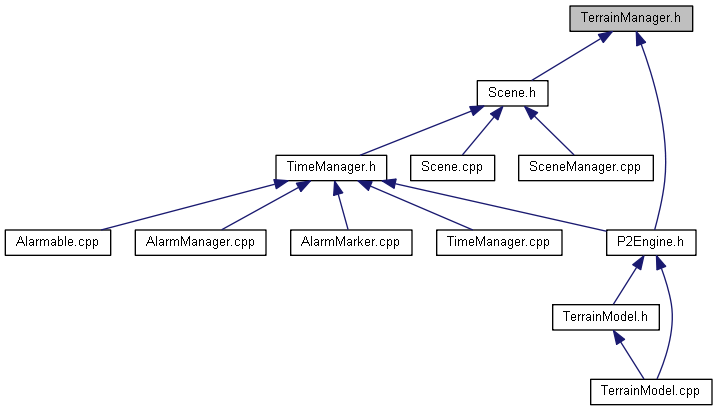 TerrainManager.h
Scene.h
TimeManager.h
Scene.cpp
SceneManager.cpp
Alarmable.cpp
AlarmManager.cpp
AlarmMarker.cpp
TimeManager.cpp
P2Engine.h
TerrainModel.h
TerrainModel.cpp